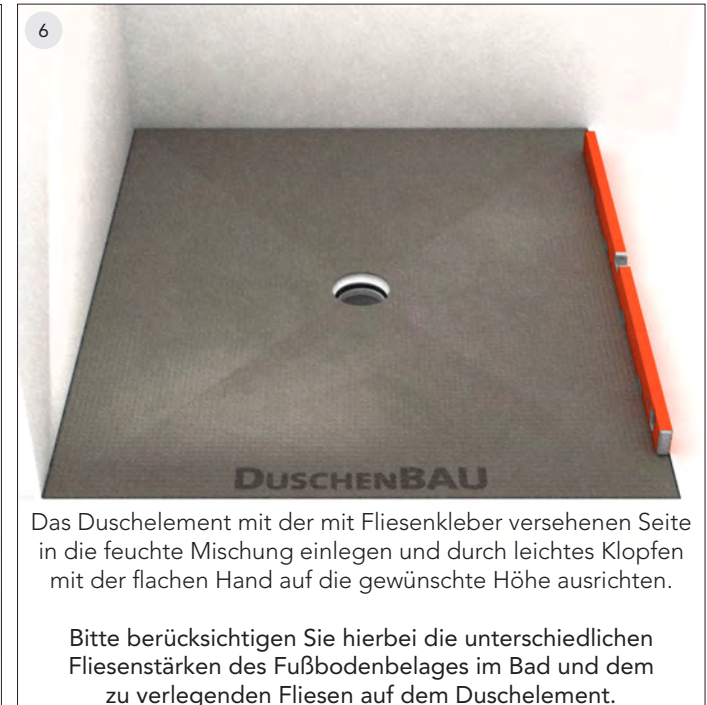 6
DUSCHENBAU
Das Duschelement mit der mit Fliesenkleber versehenen Seite
in die feuchte Mischung einlegen und durch leichtes Klopfen
mit der flachen Hand auf die gewünschte Höhe ausrichten.
Bitte berücksichtigen Sie hierbei die unterschiedlichen
Fliesenstärken des Fußbodenbelages im Bad und dem
zu verlegenden Fliesen auf dem Duschelement.